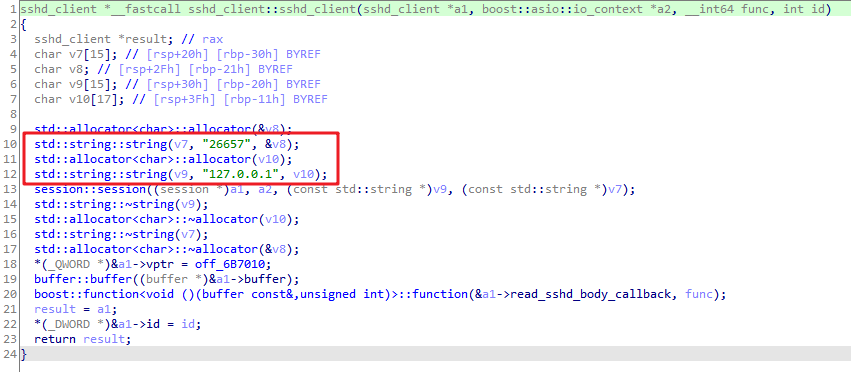 1 sshd_client *__fastcall sshd_client::sshd_client(sshd_client *a1, boost::asio::io_context *a2, __int64 func, int id)
2 {
3   sshd_client *result; // rax
4   char v7[15]; // [rsp+20h] [rbp-30h] BYREF
5   char v8; // [rsp+2Fh] [rbp-21h] BYREF
6   char v9[15]; // [rsp+30h] [rbp-20h] BYREF
7   char v10[17]; // [rsp+3Fh] [rbp-11h] BYREF
8
9   std::allocator<char>::allocator(&v8);
10   std::string::string(v7, "26657", &v8);
11   std::allocator<char>::allocator(v10);
12   std::string::string(v9, "127.0.0.1", v10);
13   session::session((session *)a1, a2, (const std::string *)v9, (const std::string *)v7);
14   std::string::~string(v9);
15   std::allocator<char>::~allocator(v10);
16   std::string::~string(v7);
17   std::allocator<char>::~allocator(&v8);
18   *(_QWORD *)&a1->vptr = off_6B7010;
19   buffer::buffer((buffer *)&a1->buffer);
20   boost::function<void ()(buffer const&,unsigned int)>::function(&a1->read_sshd_body_callback, func);
21   result = a1;
22   *(_DWORD *)&a1->id = id;
23   return result;
24 }